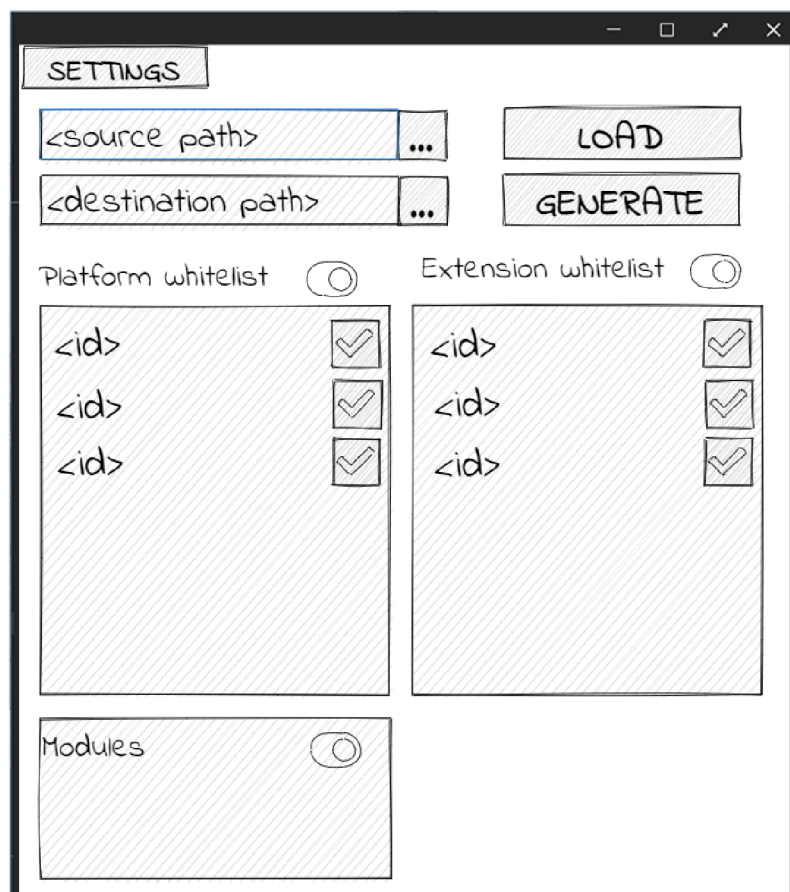 SETTINGS
<source path> ... LOAD
<destination path> ... GENERATE
Platform whitelist Extension whitelist
<id> <id>
<id> <id>
<id> <id>
Modules